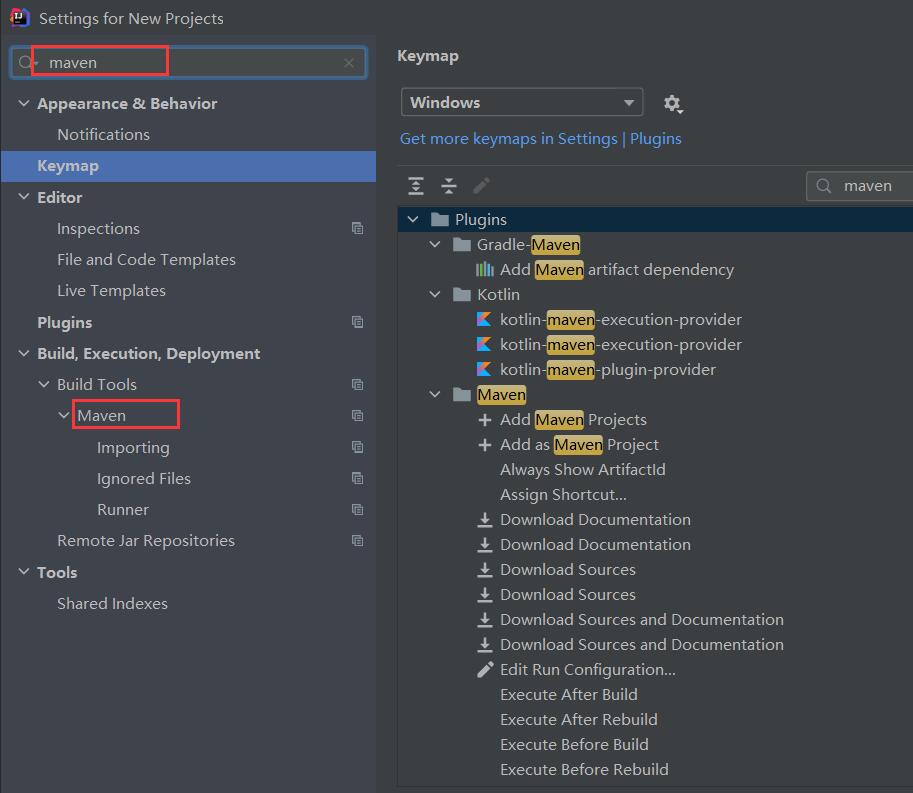 Settings for New Projects
maven
Appearance & Behavior
Notifications
Keymap
Editor
Inspections
File and Code Templates
Live Templates
Plugins
Build, Execution, Deployment
Build Tools
Maven
Importing
Ignored Files
Runner
Remote Jar Repositories
Tools
Shared Indexes
Keymap
Windows
Get more keymaps in Settings | Plugins
maven
Plugins
Gradle-Maven
Add Maven artifact dependency
Kotlin
kotlin-maven-execution-provider
kotlin-maven-execution-provider
kotlin-maven-plugin-provider
Maven
Add Maven Projects
Add as Maven Project
Always Show ArtifactId
Assign Shortcut...
Download Documentation
Download Documentation
Download Sources
Download Sources
Download Sources and Documentation
Download Sources and Documentation
Edit Run Configuration...
Execute After Build
Execute After Rebuild
Execute Before Build
Execute Before Rebuild